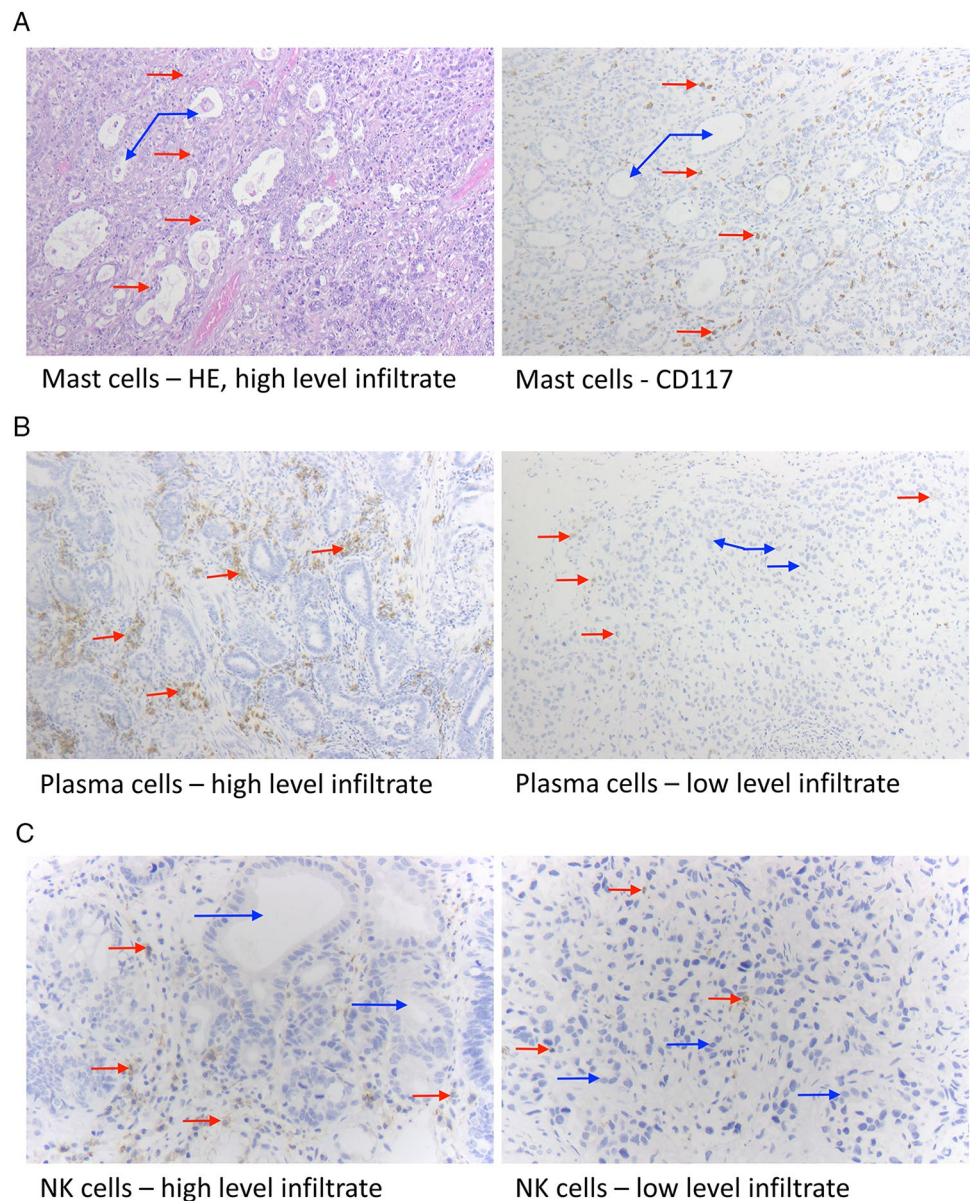 A
Mast cells – HE, high level infiltrate
Mast cells - CD117
B
Plasma cells – high level infiltrate
Plasma cells – low level infiltrate
C
NK cells – high level infiltrate
NK cells – low level infiltrate